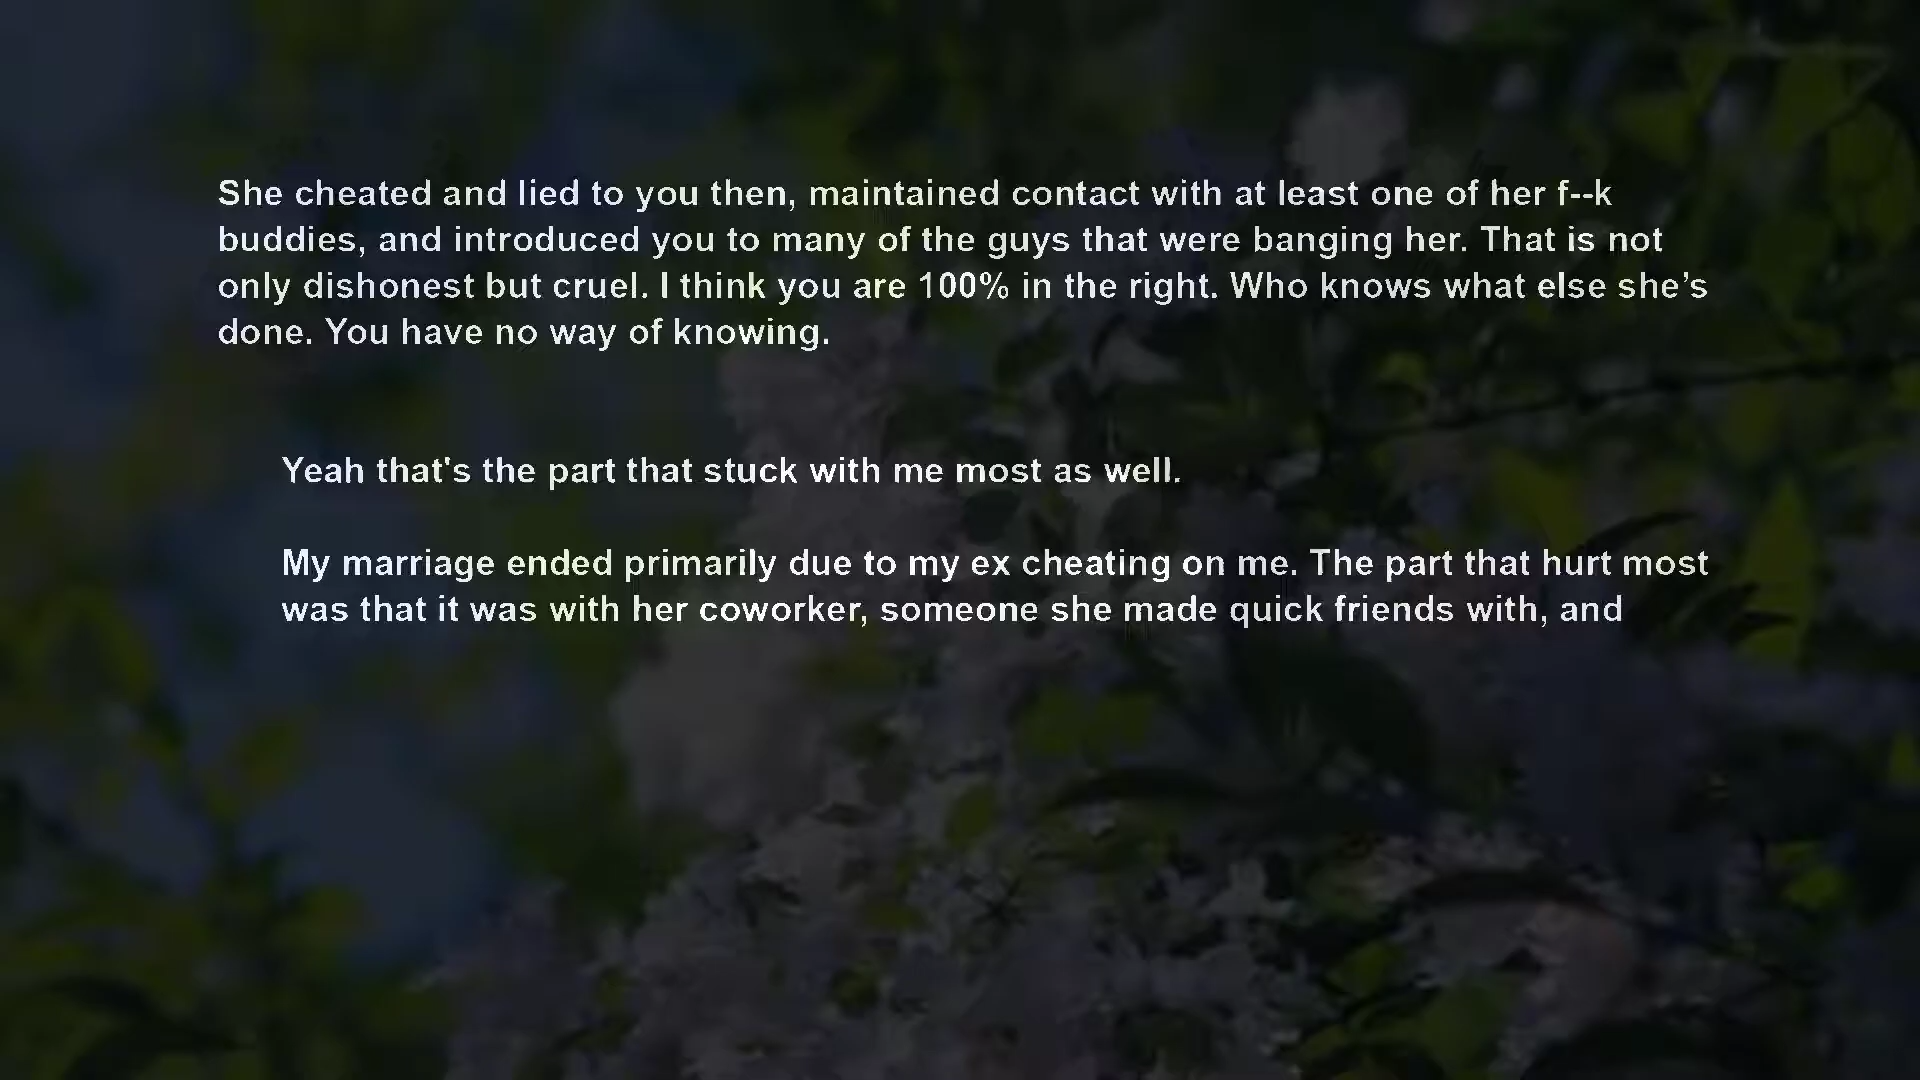 She cheated and lied to you then, maintained contact with at least one of her f--k
buddies, and introduced you to many of the guys that were banging her. That is not
only dishonest but cruel. I think you are 100% in the right. Who knows what else she’s
done. You have no way of knowing.
Yeah that's the part that stuck with me most as well.
My marriage ended primarily due to my ex cheating on me. The part that hurt most
was that it was with her coworker, someone she made quick friends with, and